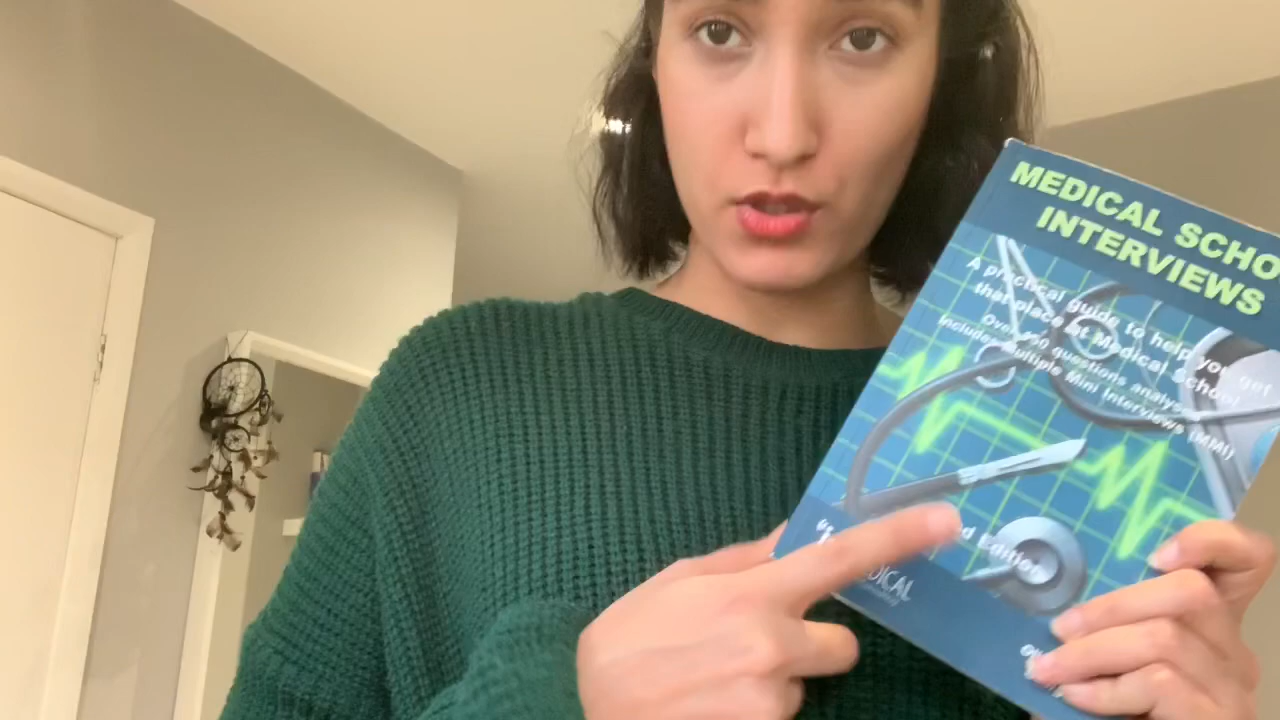 MEDICAL SCHO
INTERVIEWS
A practical guide to help you get
that place at Medical School
Over 150 questions analysed
Includes Multiple Mini Interviews (MMI)
Edition
DICAL